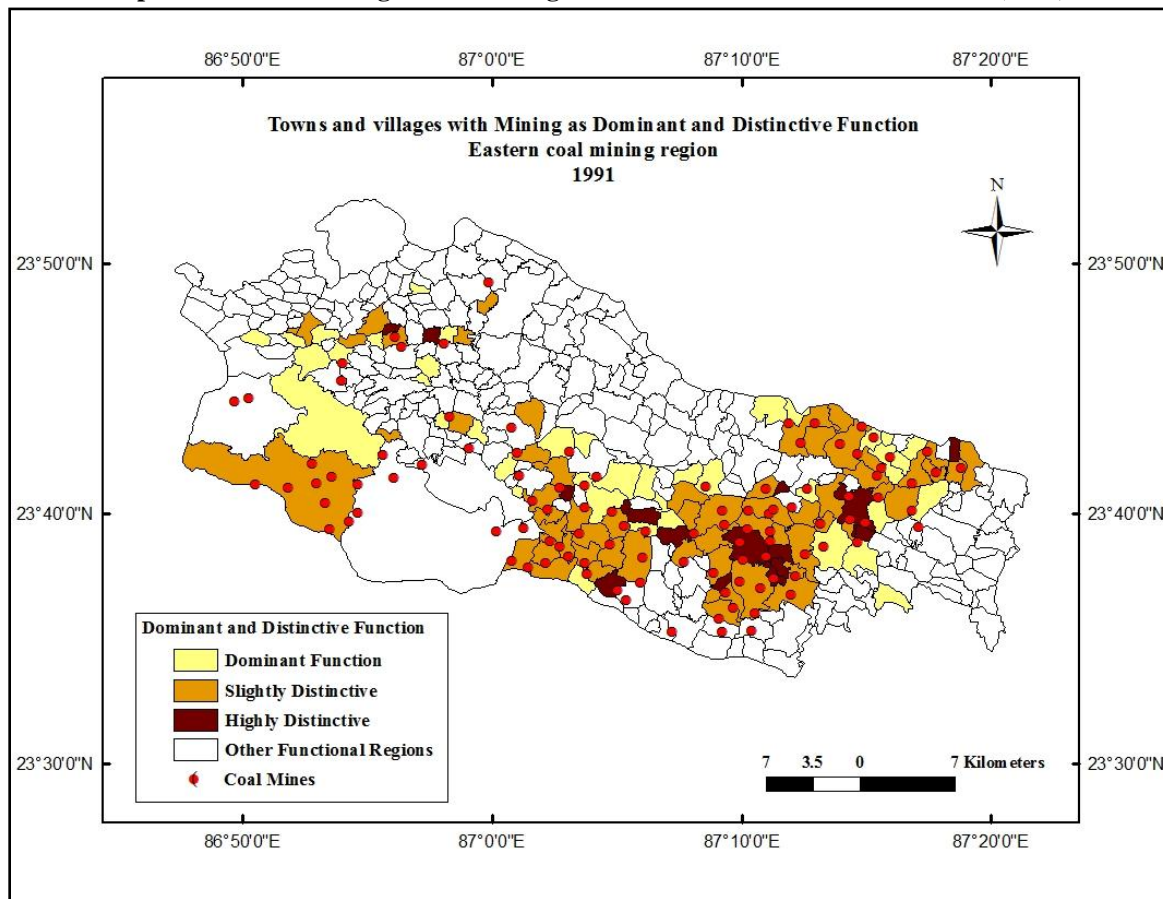 86°50'0"E 87°0'0"E 87°10'0"E 87°20'0"E
Towns and villages with Mining as Dominant and Distinctive Function
Eastern coal mining region
1991
N
23°50'0"N 23°50'0"N
23°40'0"N 23°40'0"N
Dominant and Distinctive Function
Dominant Function
Slightly Distinctive
Highly Distinctive
Other Functional Regions
Coal Mines
7 3.5 0 7 Kilometers
23°30'0"N 23°30'0"N
86°50'0"E 87°0'0"E 87°10'0"E 87°20'0"E